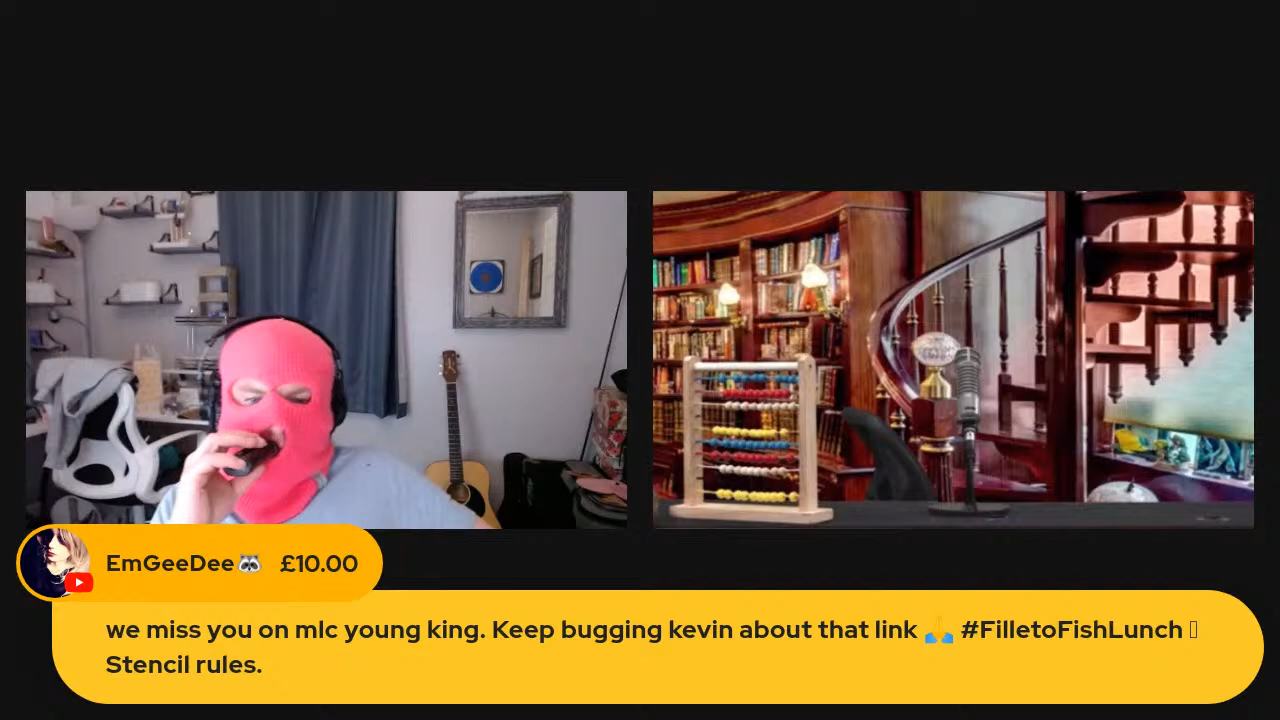 EmGeeDee🦝 £10.00
we miss you on mlc young king. Keep bugging kevin about that link 🙏 #FilletoFishLunch
Stencil rules.